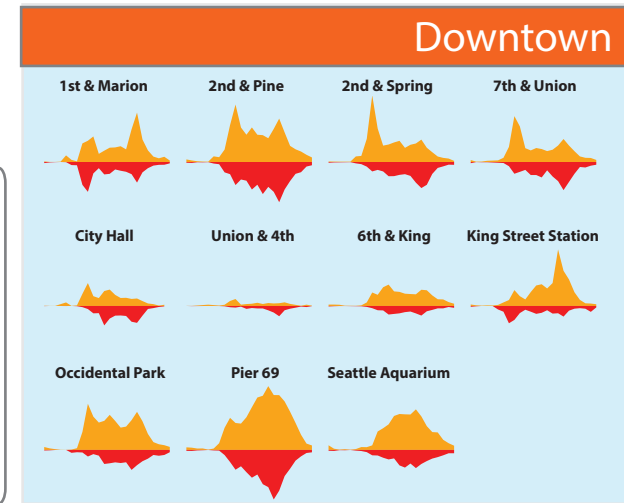 Downtown
1st & Marion
2nd & Pine
2nd & Spring
7th & Union
City Hall
Union & 4th
6th & King
King Street Station
Occidental Park
Pier 69
Seattle Aquarium